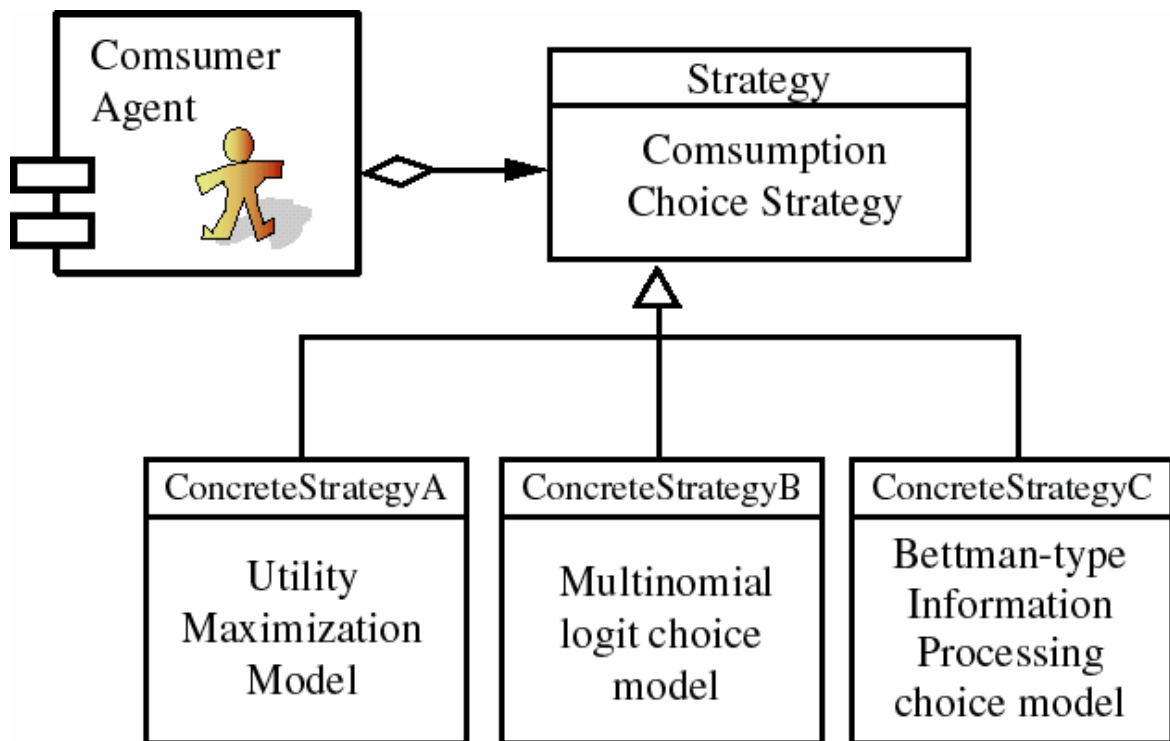 Comsumer
Agent
Strategy
Comsumption
Choice Strategy
ConcreteStrategyA
Utility
Maximization
Model
ConcreteStrategyB
Multinomial
logit choice
model
ConcreteStrategyC
Bettman-type
Information
Processing
choice model